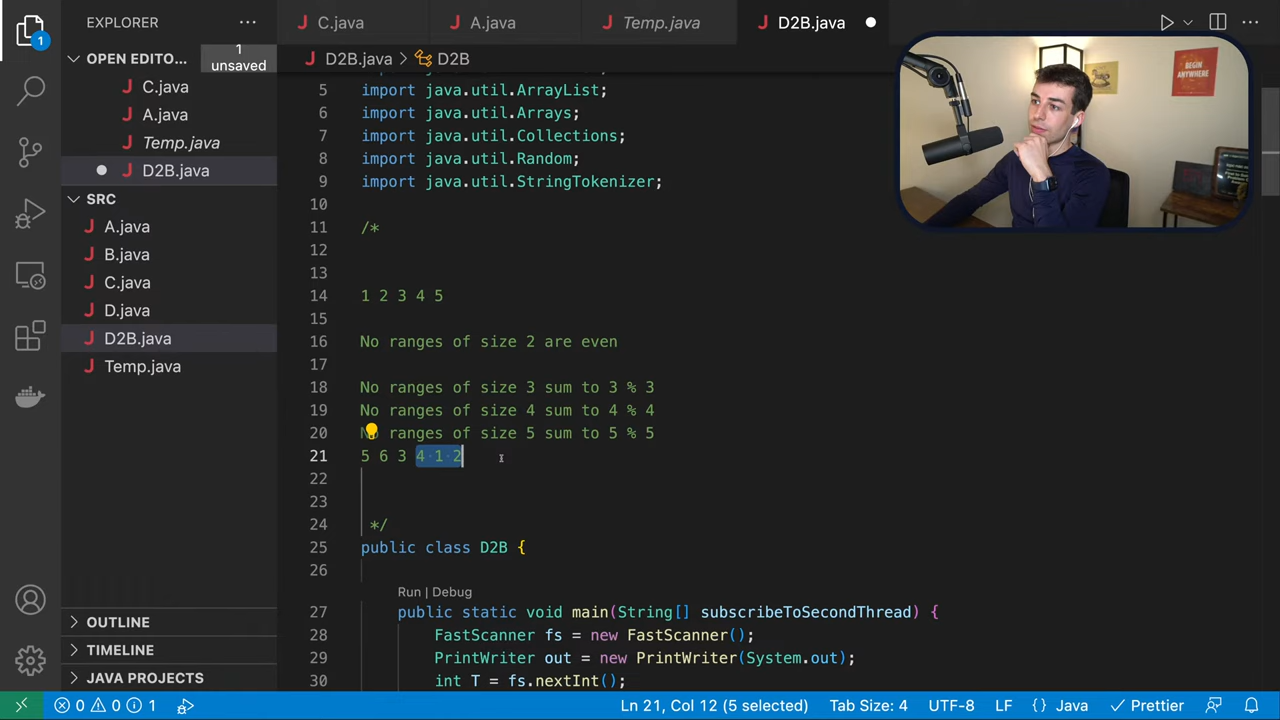 EXPLORER
C.java
A.java
Temp.java
D2B.java
1
OPEN EDITO...
1
unsaved
C.java
A.java
Temp.java
D2B.java
SRC
A.java
B.java
C.java
D.java
D2B.java
Temp.java
OUTLINE
TIMELINE
JAVA PROJECTS
D2B.java > D2B
5 import java.util.ArrayList;
6 import java.util.Arrays;
7 import java.util.Collections;
8 import java.util.Random;
9 import java.util.StringTokenizer;
10
11 /*
12
13
14 1 2 3 4 5
15
16 No ranges of size 2 are even
17
18 No ranges of size 3 sum to 3 % 3
19 No ranges of size 4 sum to 4 % 4
20 No ranges of size 5 sum to 5 % 5
21 5 6 3 4 1 2
22
23
24 */
25 public class D2B {
26
Run | Debug
27 public static void main(String[] subscribeToSecondThread) {
28 FastScanner fs = new FastScanner();
29 PrintWriter out = new PrintWriter(System.out);
30 int T = fs.nextInt();
BEGIN
ANYWHERE
0 0 1
Ln 21, Col 12 (5 selected) Tab Size: 4 UTF-8 LF {} Java Prettier